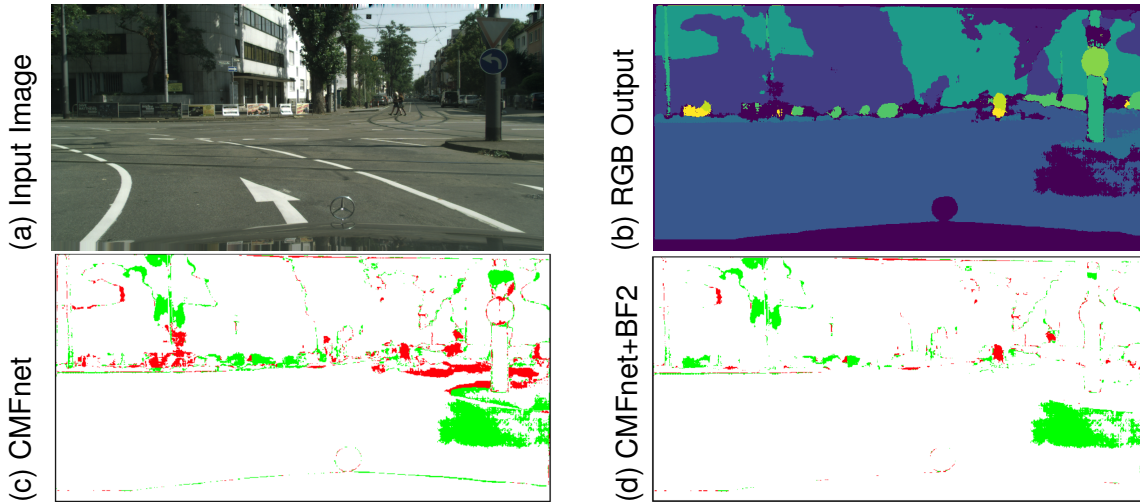 (a) Input Image
(b) RGB Output
(c) CMFnet
(d) CMFnet+BF2